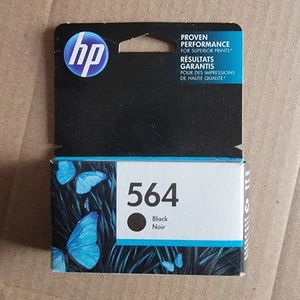 hp
PROVEN
PERFORMANCE
FOR SUPERIOR PRINTS*
RÉSULTATS
GARANTIS
POUR DES IMPRESSIONS
DE HAUTE QUALITÉ*
564
Black
Noir